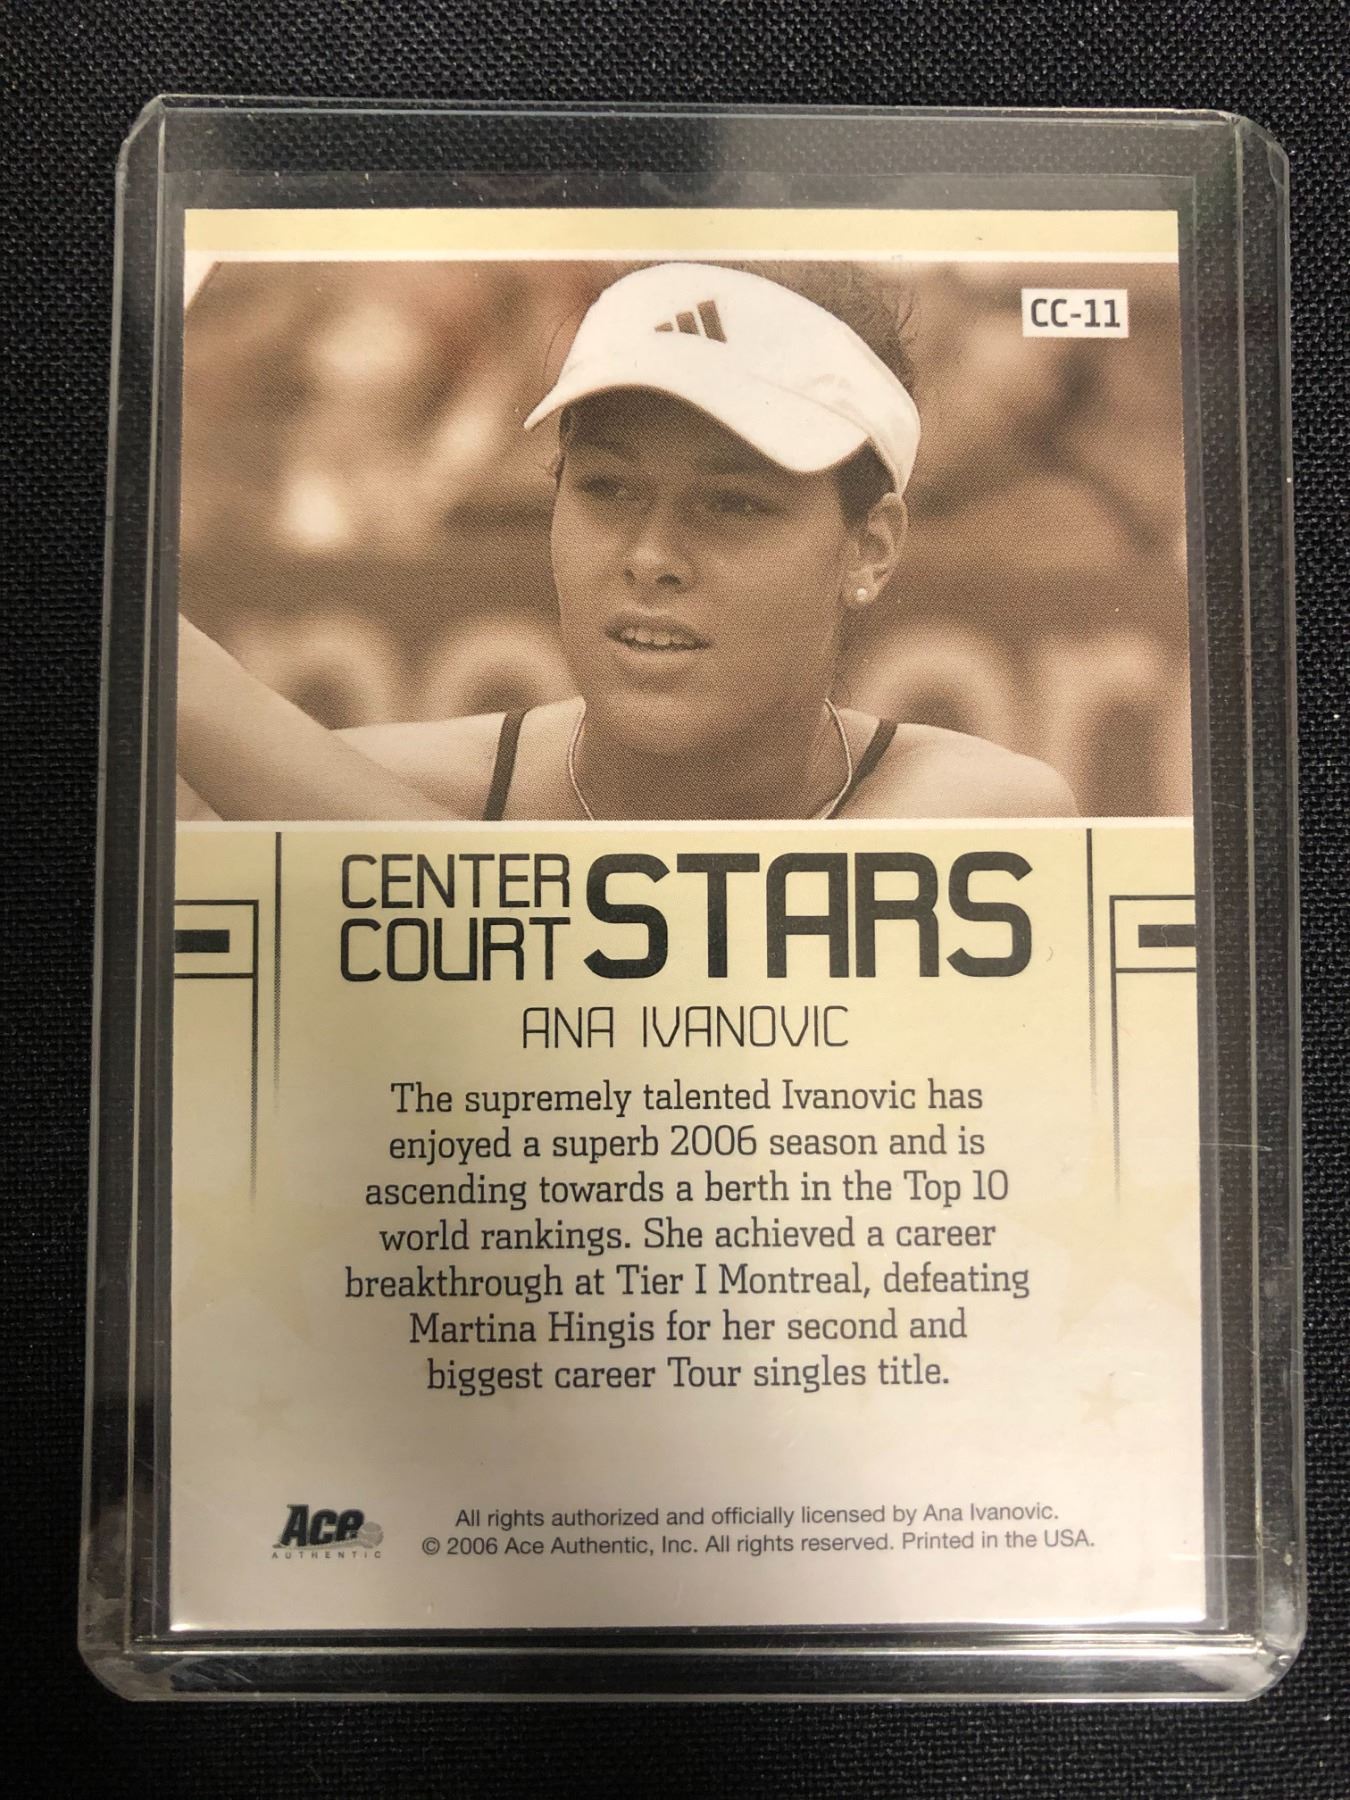 CC-11
CENTER
COURT
STARS
ANA IVANOVIC
The supremely talented Ivanovic has
enjoyed a superb 2006 season and is
ascending towards a berth in the Top 10
world rankings. She achieved a career
breakthrough at Tier I Montreal, defeating
Martina Hingis for her second and
biggest career Tour singles title.
Ace
AUTHENTIC
All rights authorized and officially licensed by Ana Ivanovic.
© 2006 Ace Authentic, Inc. All rights reserved. Printed in the USA.